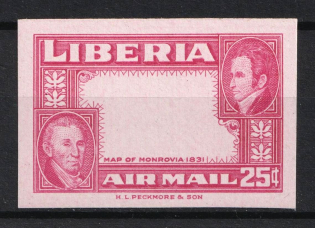 LIBERIA
MAP OF MONROVIA 1831
AIR MAIL 25¢
H.L. PECKMORE & SON